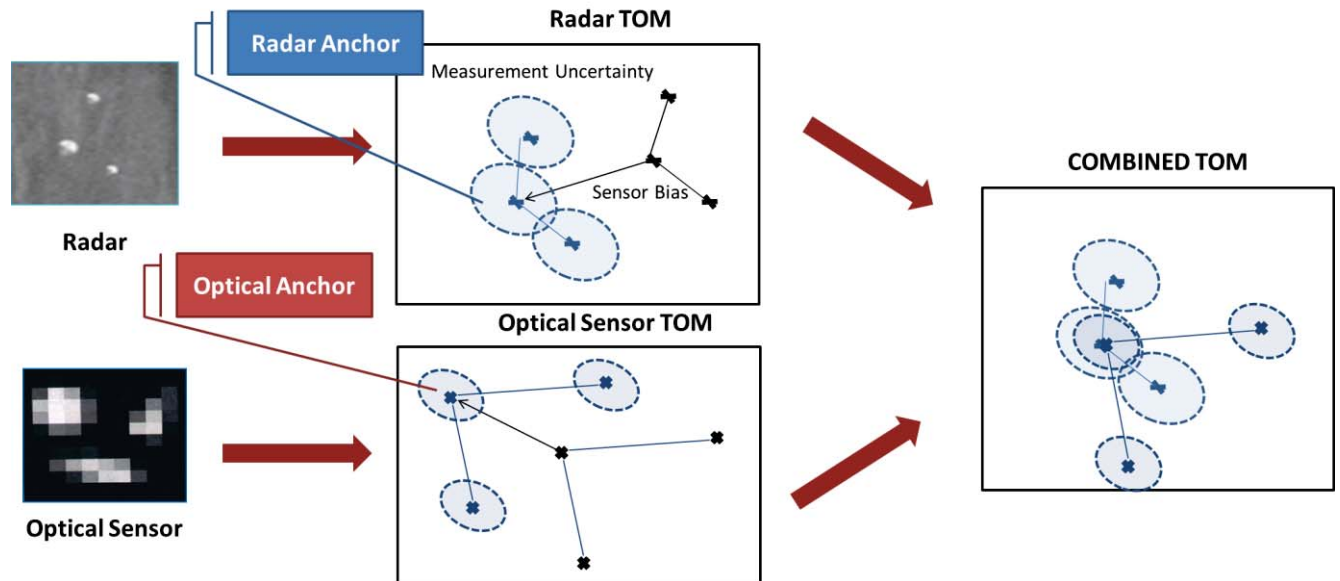 Radar TOM
Radar Anchor
Measurement Uncertainty
Sensor Bias
Radar
COMBINED TOM
Optical Anchor
Optical Sensor TOM
Optical Sensor